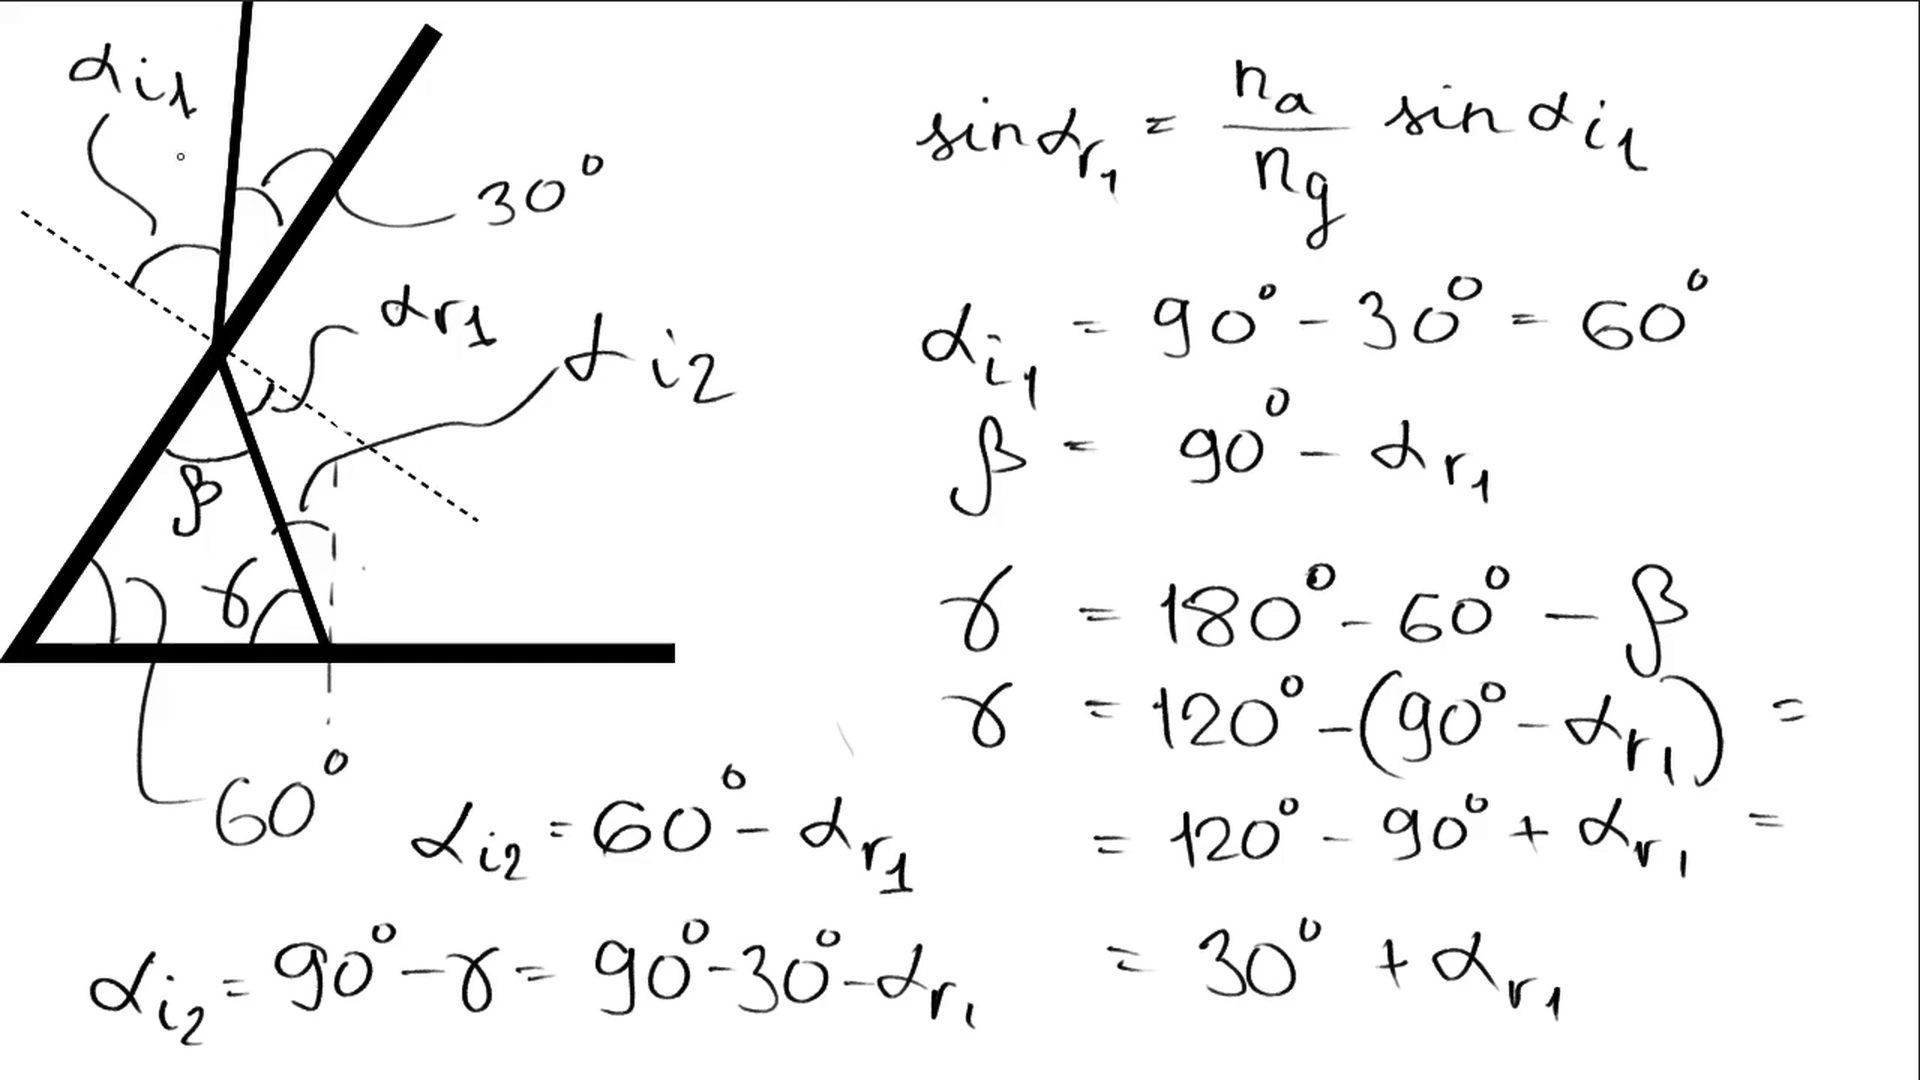 αi1
30°
αr1
αi2
β
γ
60°
αi2 = 60° - αr1
αi2 = 90° - γ = 90° - 30° - αr1
sin αr1 = na/ng sin αi1
αi1 = 90° - 30° = 60°
β = 90° - αr1
γ = 180° - 60° - β
γ = 120° - (90° - αr1) =
= 120° - 90° + αr1 =
= 30° + αr1